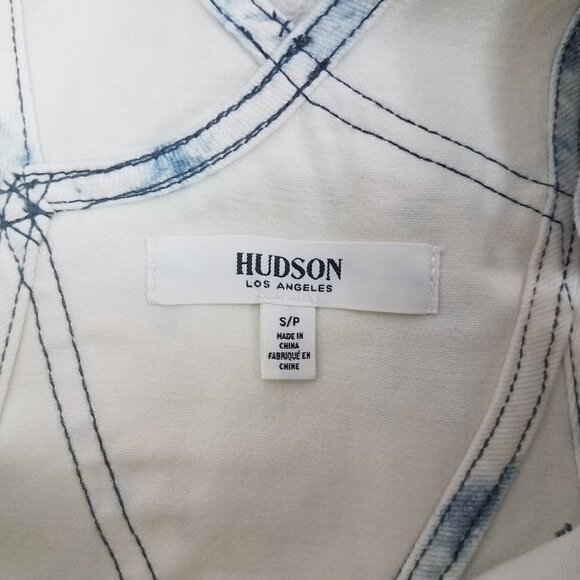 HUDSON
LOS ANGELES
S/P
MADE IN
CHINA
FABRIQUÉ EN
CHINE